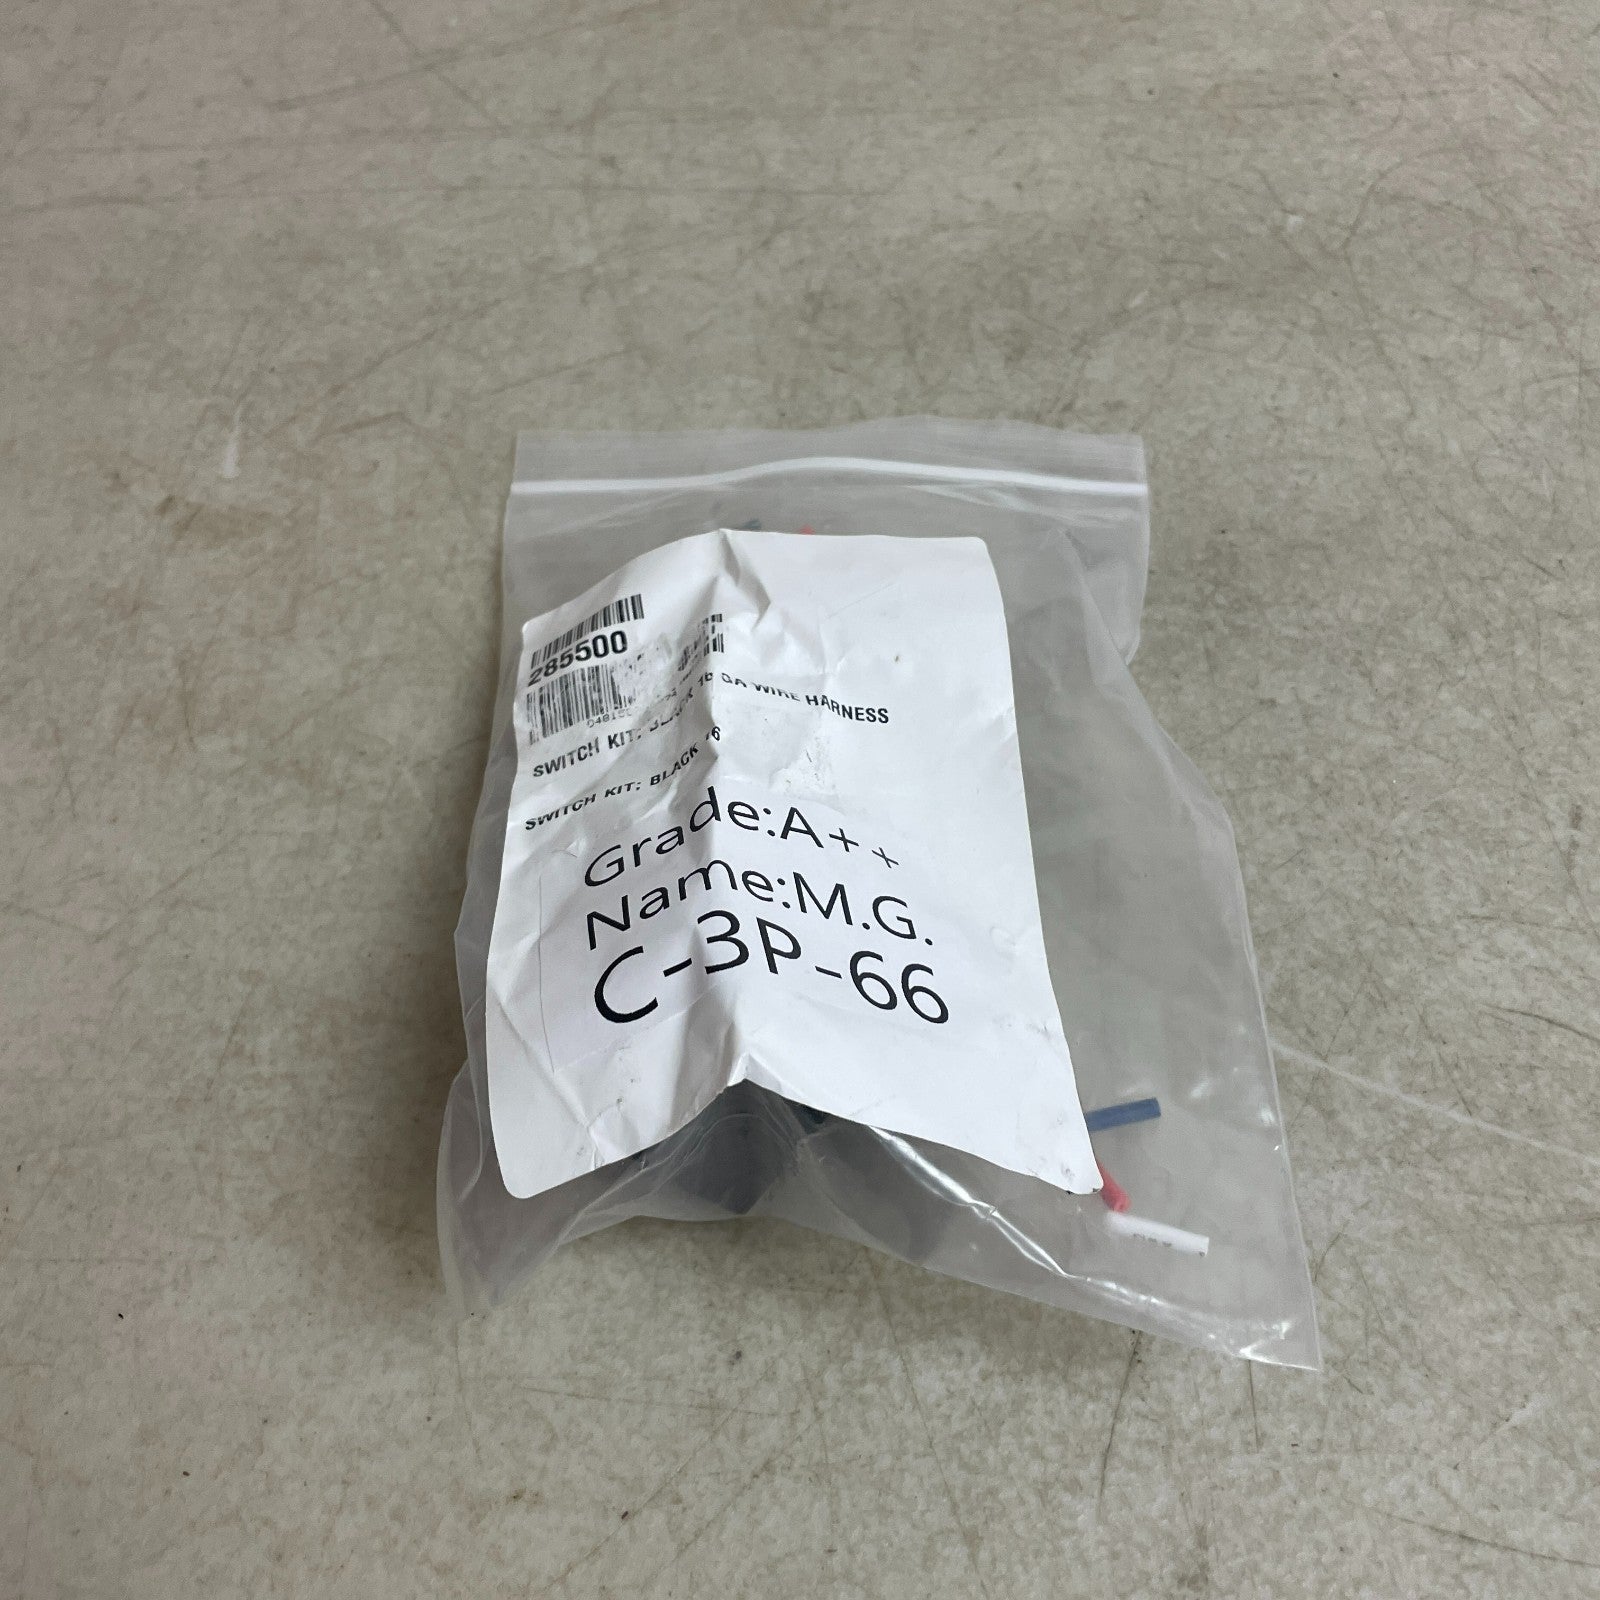 285500
SWITCH KIT: BLACK 16 GA WIRE HARNESS
SWITCH KIT: BLACK 16
Grade:A++
Name:M.G.
C-3P-66